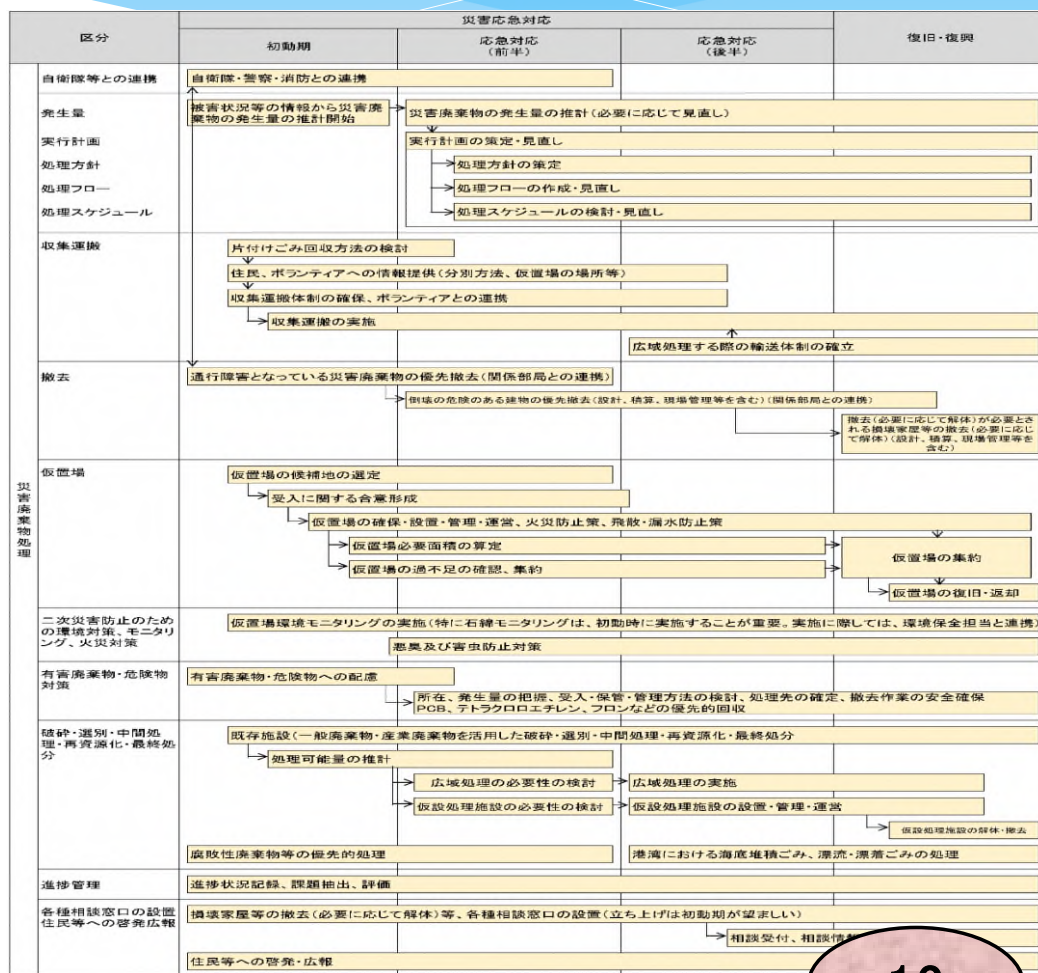 区分
災害応急対応
初動期
応急対応
(前半)
応急対応
(後半)
復旧・復興
災害廃棄物処理
自衛隊等との連携
自衛隊・警察・消防との連携
発生量
被害状況等の情報から災害廃
棄物の発生量の推計開始
災害廃棄物の発生量の推計(必要に応じて見直し)
実行計画
実行計画の策定・見直し
処理方針
処理方針の策定
処理フロー
処理フローの作成・見直し
処理スケジュール
処理スケジュールの検討・見直し
収集運搬
片付けごみ回収方法の検討
住民、ボランティアへの情報提供(分別方法、仮置場の場所等)
収集運搬体制の確保、ボランティアとの連携
収集運搬の実施
広域処理する際の輸送体制の確立
撤去
通行障害となっている災害廃棄物の優先撤去(関係部局との連携)
倒壊の危険のある建物の優先撤去(設計、積算、現場管理等を含む)(関係部局との連携)
撤去(必要に応じて解体)が必要とさ
れる損壊家屋等の撤去(必要に応じ
て解体)(設計、積算、現場管理等を
含む)
仮置場
仮置場の候補地の選定
受入に関する合意形成
仮置場の確保・設置・管理・運営、火災防止策、飛散・漏水防止策
仮置場必要面積の算定
仮置場の過不足の確認、集約
仮置場の集約
仮置場の復旧・返却
二次災害防止のため
の環境対策、モニタリ
ング、火災対策
仮置場環境モニタリングの実施(特に石綿モニタリングは、初動時に実施することが重要。実施に際しては、環境保全担当と連携)
悪臭及び害虫防止対策
有害廃棄物・危険物
対策
有害廃棄物・危険物への配慮
所在、発生量の把握、受入・保管・管理方法の検討、処理先の確定、撤去作業の安全確保
PCB、テトラクロロエチレン、フロンなどの優先的回収
破砕・選別・中間処
理・再資源化・最終処
分
既存施設(一般廃棄物・産業廃棄物を活用した破砕・選別・中間処理・再資源化・最終処分
処理可能量の推計
広域処理の必要性の検討
広域処理の実施
仮設処理施設の必要性の検討
仮設処理施設の設置・管理・運営
仮設処理施設の解体・撤去
腐敗性廃棄物等の優先的処理
港湾における海底堆積ごみ、漂流・漂着ごみの処理
進捗管理
進捗状況記録、課題抽出、評価
各種相談窓口の設置
住民等への啓発広報
損壊家屋等の撤去(必要に応じて解体)等、各種相談窓口の設置(立ち上げは初動期が望ましい)
相談受付、相談情報
住民等への啓発・広報